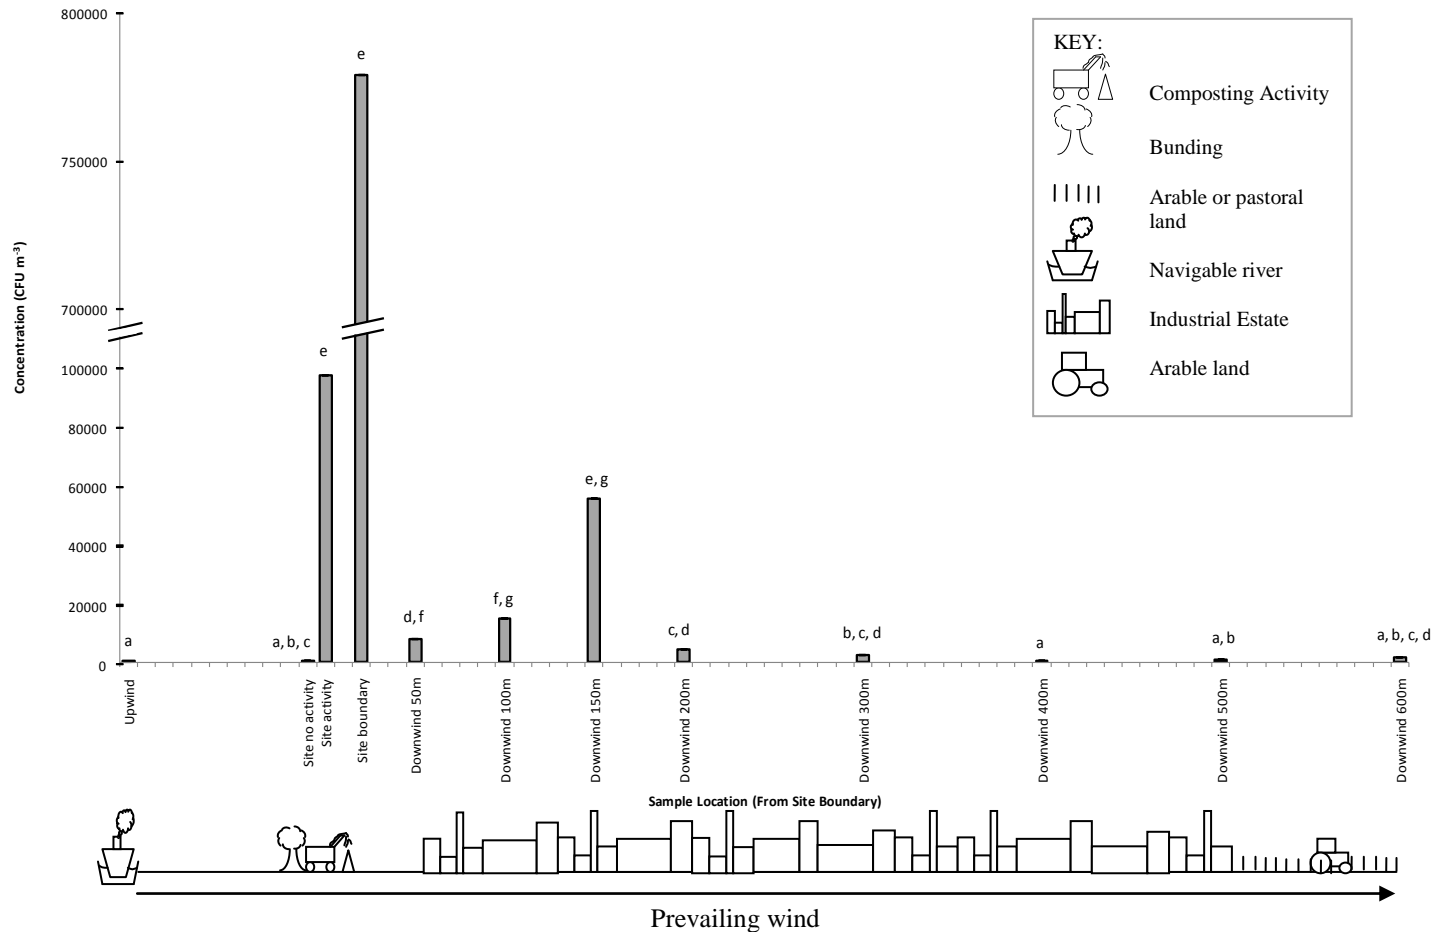 800000
750000
700000
100000
80000
60000
40000
20000
0
Concentration (CFU m-3)
a
a, b, c
e
e
d, f
f, g
e, g
c, d
b, c, d
a
a, b
a, b, c, d
Upwind
Site no activity
Site activity
Site boundary
Downwind 50m
Downwind 100m
Downwind 150m
Downwind 200m
Downwind 300m
Downwind 400m
Downwind 500m
Downwind 600m
Sample Location (From Site Boundary)
Prevailing wind
KEY:
Composting Activity
Bunding
Arable or pastoral
land
Navigable river
Industrial Estate
Arable land